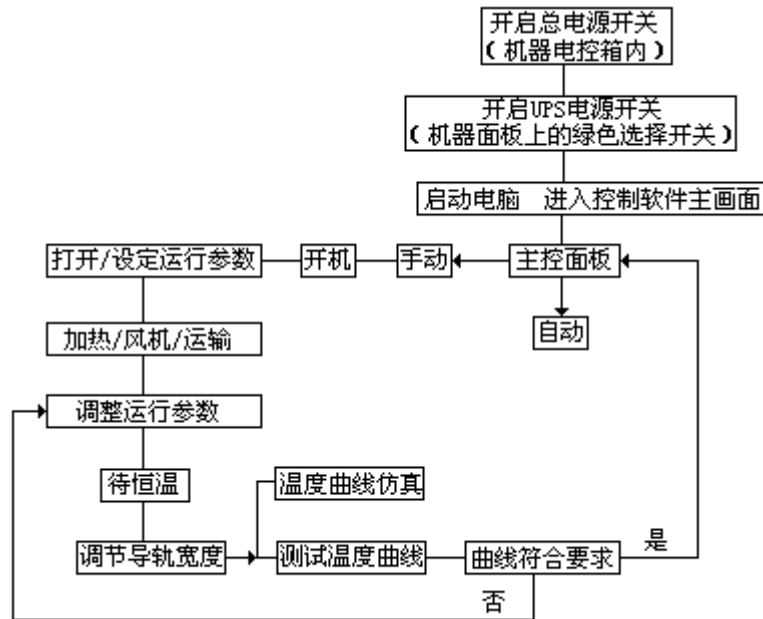 开启总电源开关
(机器电控箱内)
开启UPS电源开关
(机器面板上的绿色选择开关)
启动电脑 进入控制软件主画面
打开/设定运行参数
开机
手动
主控面板
自动
加热/风机/运输
调整运行参数
待恒温
温度曲线仿真
调节导轨宽度
测试温度曲线
曲线符合要求
是
否